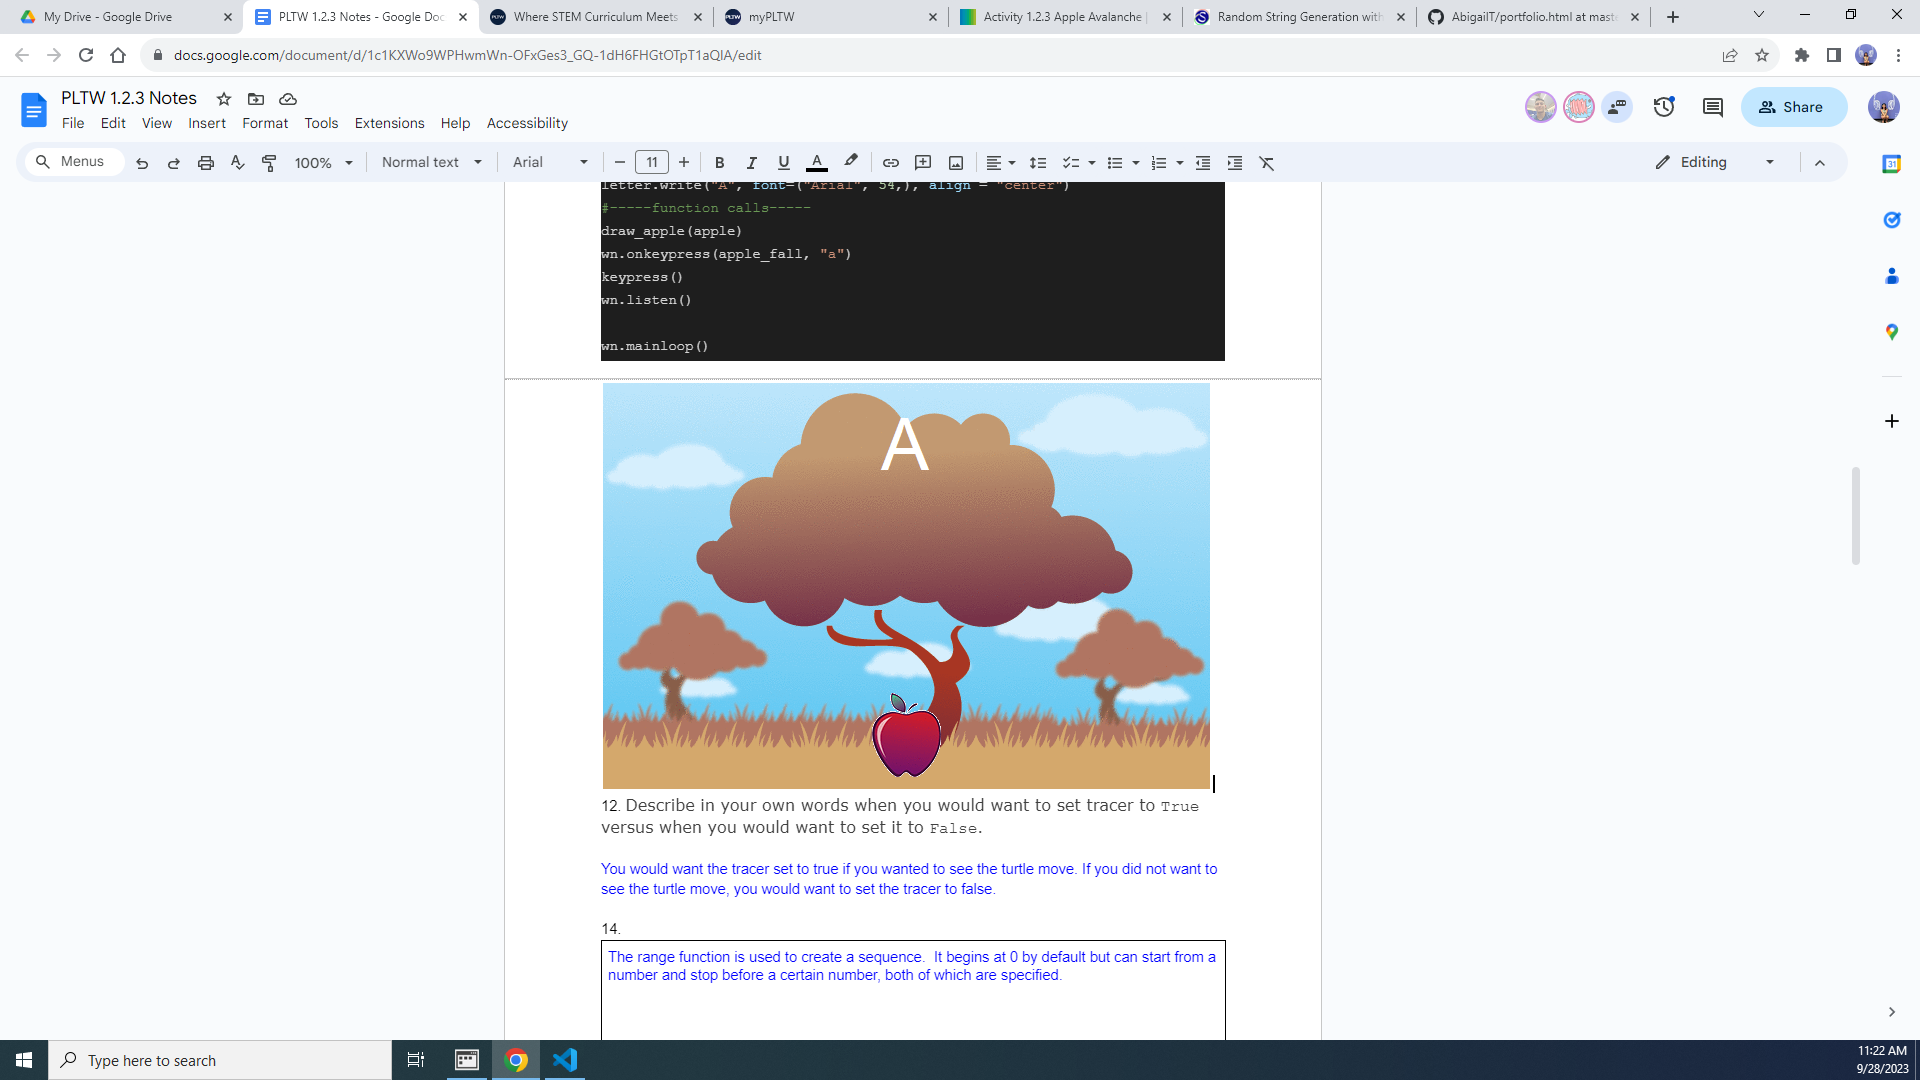 My Drive - Google Drive
PLTW 1.2.3 Notes - Google Doc
Where STEM Curriculum Meets
myPLTW
Activity 1.2.3 Apple Avalanche |
Random String Generation with
AbigailT/portfolio.html at maste
docs.google.com/document/d/1c1KXWo9WPHwmWn-OFxGes3_GQ-1dH6FHGtOTpT1aQlA/edit
PLTW 1.2.3 Notes
Share
File Edit View Insert Format Tools Extensions Help Accessibility
Menus 100% Normal text Arial 11 B I U A Editing
31
letter.write("A", font=("Arial", 54,), align = "center")
#-----function calls-----
draw_apple(apple)
wn.onkeypress(apple_fall, "a")
keypress()
wn.listen()
wn.mainloop()
A
12. Describe in your own words when you would want to set tracer to True
versus when you would want to set it to False.
You would want the tracer set to true if you wanted to see the turtle move. If you did not want to
see the turtle move, you would want to set the tracer to false.
14.
The range function is used to create a sequence.  It begins at 0 by default but can start from a
number and stop before a certain number, both of which are specified.
Type here to search
11:22 AM
9/28/2023